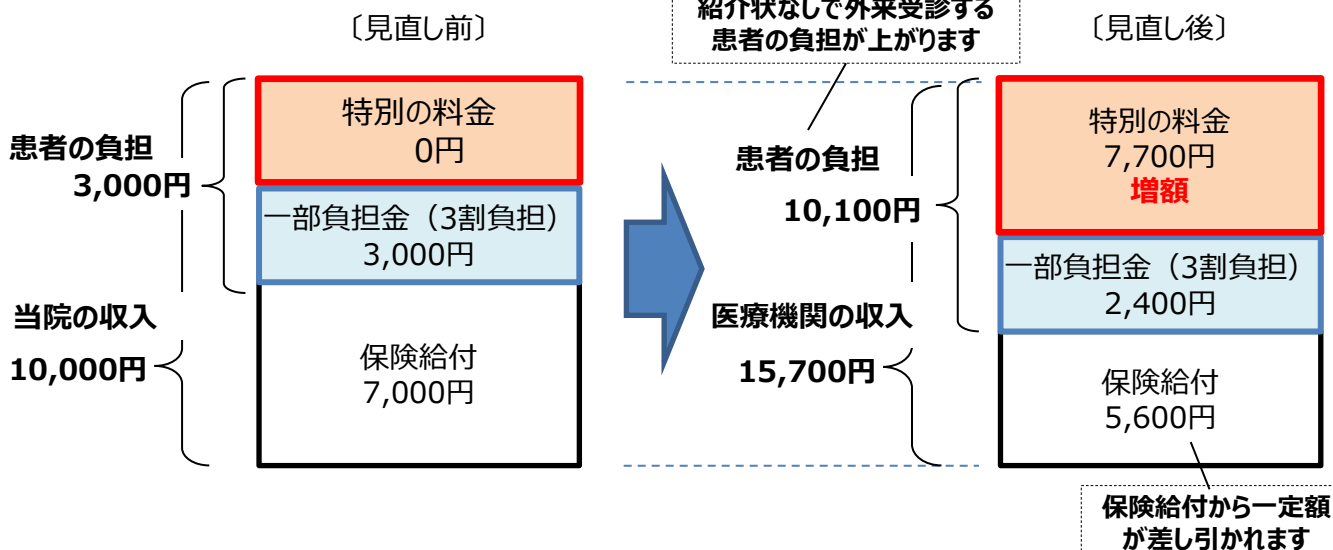 〔見直し前〕
紹介状なしで外来受診する
患者の負担が上がります
〔見直し後〕
患者の負担
3,000円
特別の料金
0円
一部負担金（3割負担）
3,000円
当院の収入
10,000円
保険給付
7,000円
患者の負担
10,100円
特別の料金
7,700円
増額
一部負担金（3割負担）
2,400円
医療機関の収入
15,700円
保険給付
5,600円
保険給付から一定額
が差し引かれます